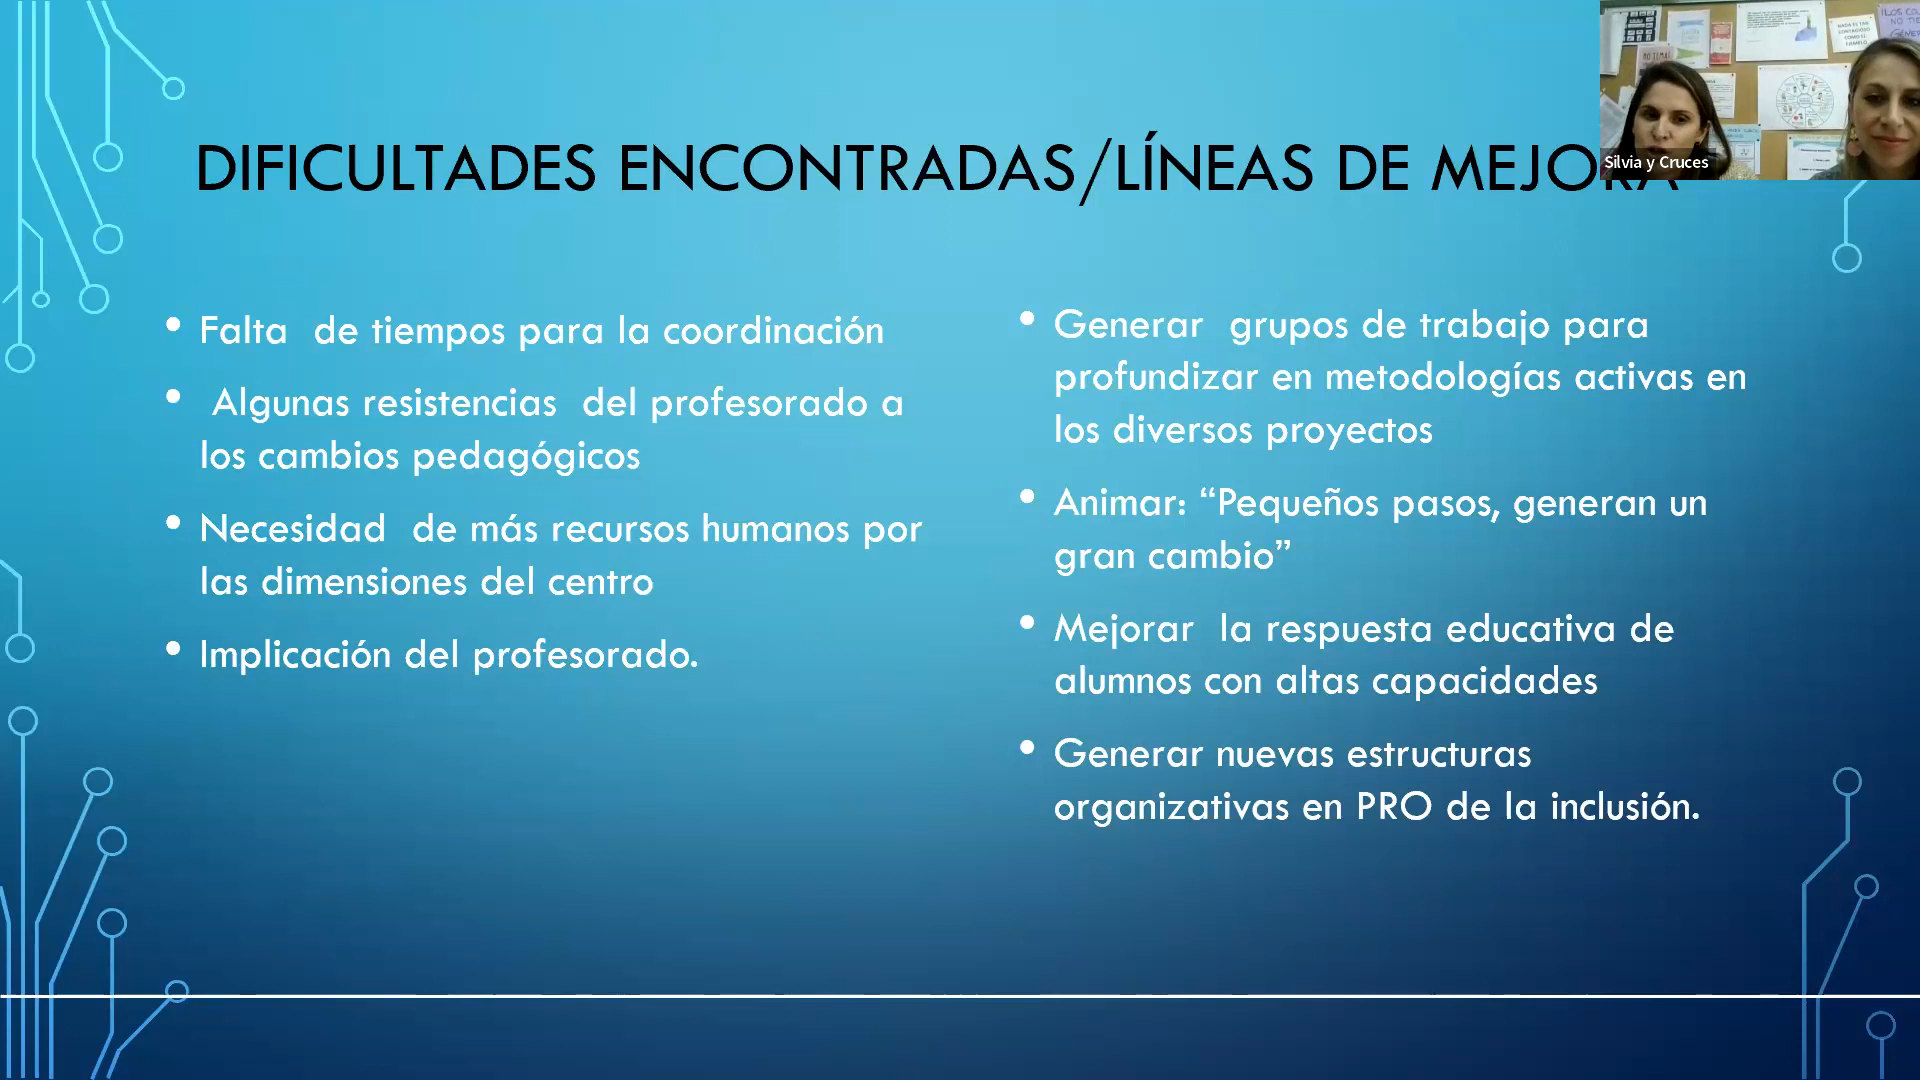 DIFICULTADES ENCONTRADAS/LÍNEAS DE MEJORA
Silvia y Cruces
• Falta de tiempos para la coordinación
• Algunas resistencias del profesorado a
los cambios pedagógicos
• Necesidad de más recursos humanos por
las dimensiones del centro
• Implicación del profesorado.
• Generar grupos de trabajo para
profundizar en metodologías activas en
los diversos proyectos
• Animar: “Pequeños pasos, generan un
gran cambio”
• Mejorar la respuesta educativa de
alumnos con altas capacidades
• Generar nuevas estructuras
organizativas en PRO de la inclusión.